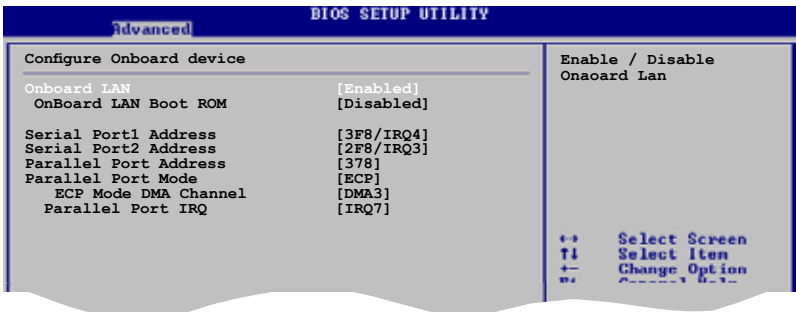 BIOS SETUP UTILITY
Advanced
Configure Onboard device
Onboard LAN [Enabled]
OnBoard LAN Boot ROM [Disabled]
Serial Port1 Address [3F8/IRQ4]
Serial Port2 Address [2F8/IRQ3]
Parallel Port Address [378]
Parallel Port Mode [ECP]
ECP Mode DMA Channel [DMA3]
Parallel Port IRQ [IRQ7]
Enable / Disable
Onaoard Lan
↔ Select Screen
↑↓ Select Item
+- Change Option